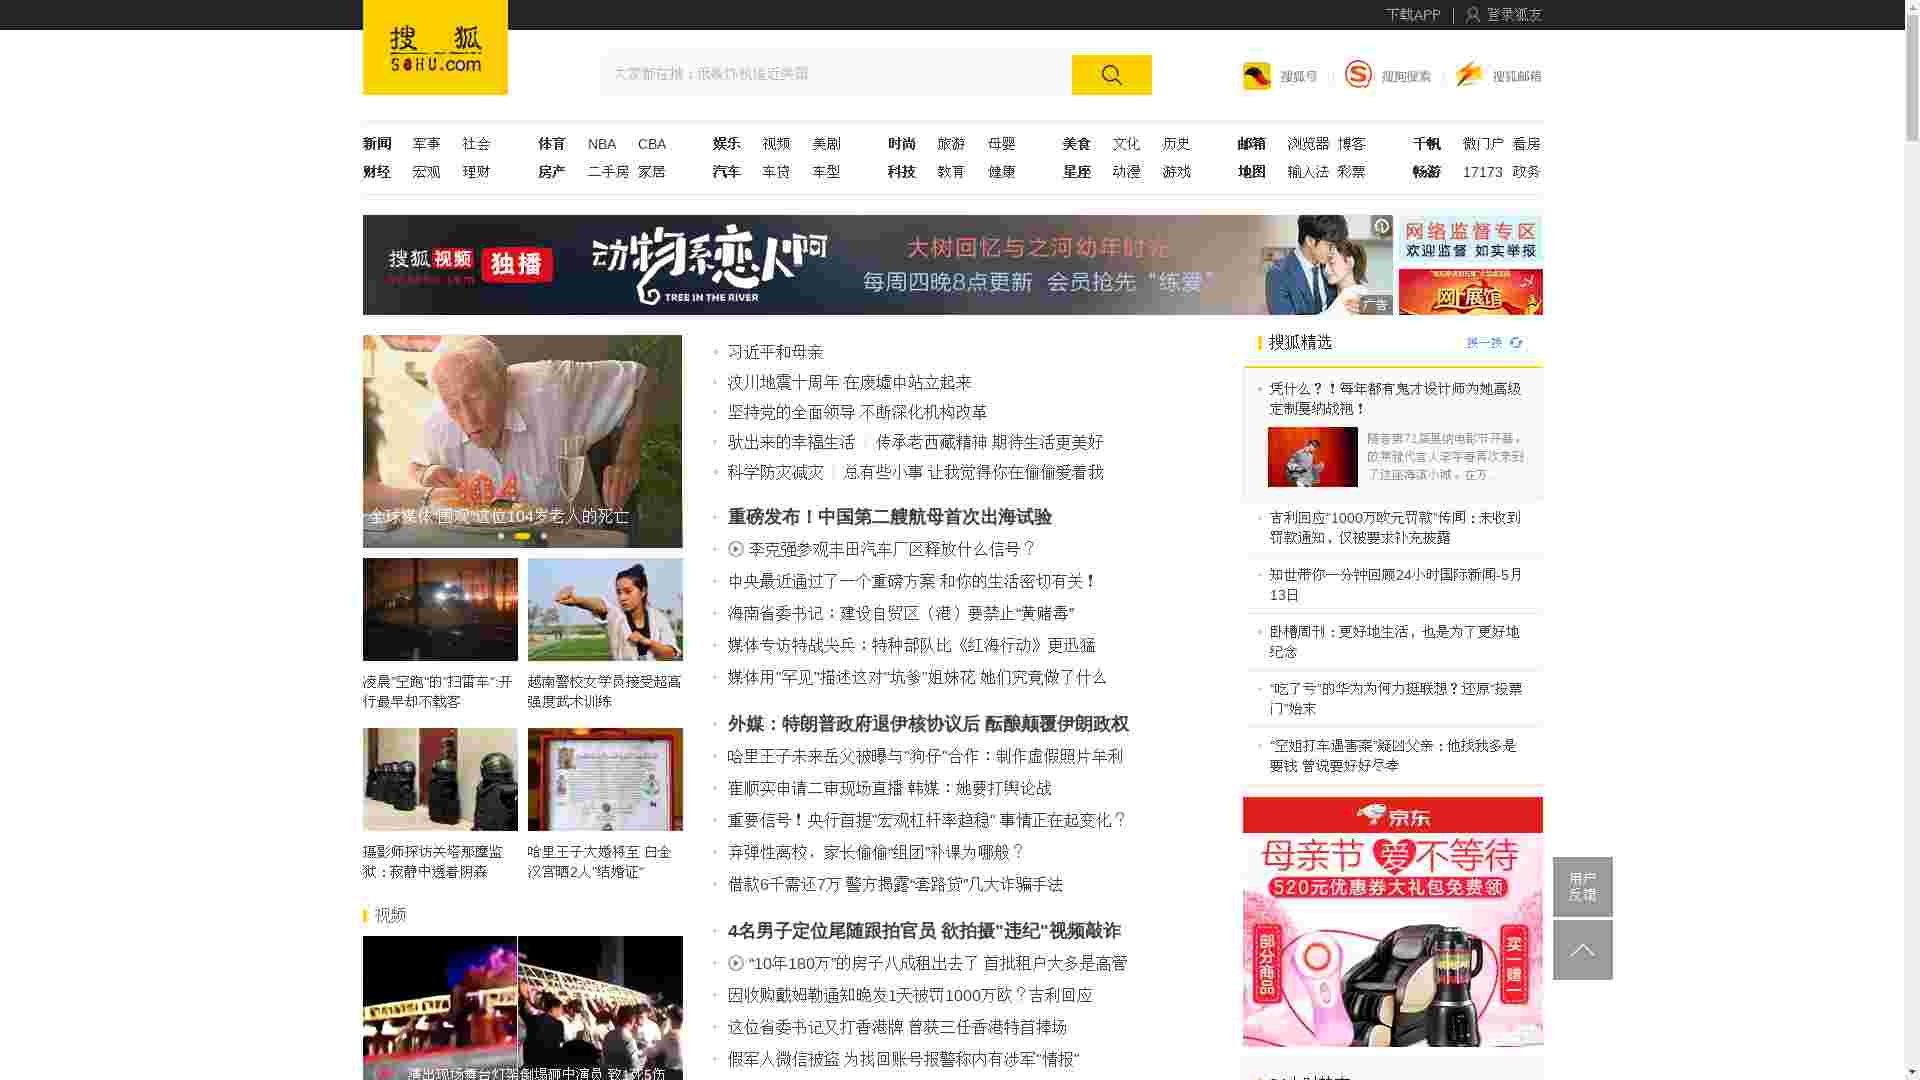 下载APP
登录狐友
搜 狐
SOHU.com
搜狐号
搜狗搜索
搜狐邮箱
新闻 军事 社会 体育 NBA CBA 娱乐 视频 美剧 时尚 旅游 母婴 美食 文化 历史 邮箱 浏览器 博客 千帆 微门户 看房
财经 宏观 理财 房产 二手房 家居 汽车 车贷 车型 科技 教育 健康 星座 动漫 游戏 地图 输入法 彩票 畅游 17173 政务
搜狐视频 独播
动物系恋人啊
TREE IN THE RIVER
大树回忆与之河幼年时光
每周四晚8点更新 会员抢先“练爱”
广告
网络监督专区
欢迎监督 如实举报
网上展馆
全球媒体“围观”这位104岁老人的死亡
凌晨"空跑"的"扫雷车":开
行最早却不载客
越南警校女学员接受超高
强度武术训练
摄影师探访关塔那摩监
狱：寂静中透着阴森
哈里王子大婚将至 白金
汉宫晒2人"结婚证"
视频
演出现场舞台灯架倒塌砸中演员 致1死5伤
习近平和母亲
汶川地震十周年 在废墟中站立起来
坚持党的全面领导 不断深化机构改革
驮出来的幸福生活 | 传承老西藏精神 期待生活更美好
科学防灾减灾 | 总有些小事 让我觉得你在偷偷爱着我
重磅发布！中国第二艘航母首次出海试验
李克强参观丰田汽车厂区释放什么信号？
中央最近通过了一个重磅方案 和你的生活密切有关！
海南省委书记：建设自贸区（港）要禁止“黄赌毒”
媒体专访特战尖兵：特种部队比《红海行动》更迅猛
媒体用"罕见"描述这对"坑爹"姐妹花 她们究竟做了什么
外媒：特朗普政府退伊核协议后 酝酿颠覆伊朗政权
哈里王子未来岳父被曝与“狗仔”合作：制作虚假照片牟利
崔顺实申请二审现场直播 韩媒：她要打舆论战
重要信号！央行首提"宏观杠杆率趋稳" 事情正在起变化？
弃弹性离校，家长偷偷“组团”补课为哪般？
借款6千需还7万 警方揭露“套路贷”几大诈骗手法
4名男子定位尾随跟拍官员 欲拍摄"违纪"视频敲诈
“10年180万”的房子八成租出去了 首批租户大多是高管
因收购戴姆勒通知晚发1天被罚1000万欧？吉利回应
这位省委书记又打香港牌 曾获三任香港特首捧场
假军人微信被盗 为找回账号报警称内有涉军"情报"
搜狐精选
换一换
凭什么？！每年都有鬼才设计师为她高级
定制戛纳战袍！
随着第71届戛纳电影节开幕，
吉利回应“1000万欧元罚款”传闻：未收到
罚款通知，仅被要求补充披露
知世带你一分钟回顾24小时国际新闻-5月
13日
卧槽周刊：更好地生活，也是为了更好地
纪念
“吃了亏”的华为为何力挺联想？还原“投票
门”始末
“空姐打车遇害案”疑凶父亲：他找我多是
要钱 曾说要好好尽孝
京东
母亲节 爱不等待
520元优惠券大礼包免费领
部分商品
买一赠一
用户
反馈